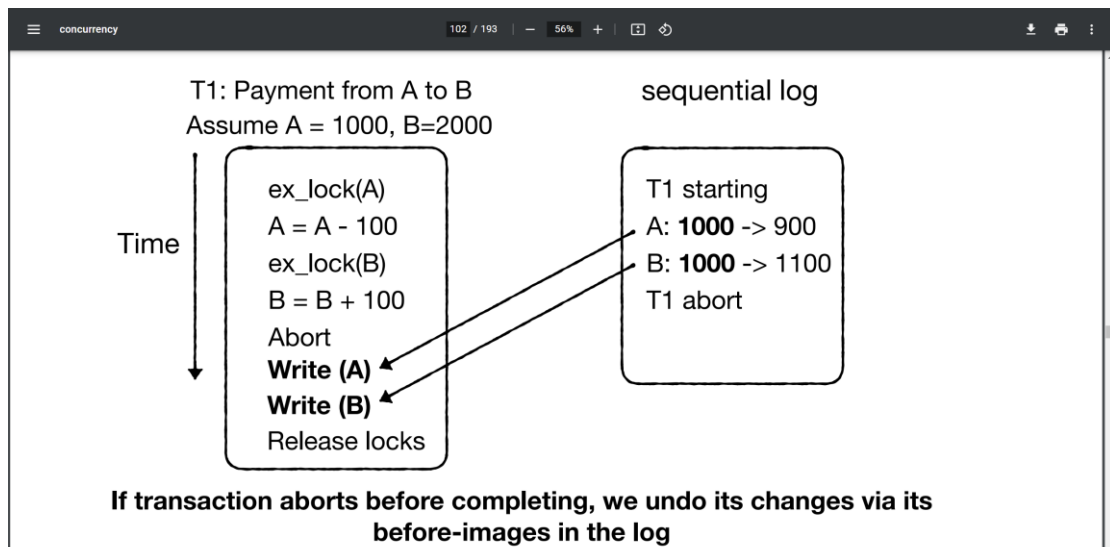 concurrency
102 / 193
56%
T1: Payment from A to B
Assume A = 1000, B=2000
Time
ex_lock(A)
A = A - 100
ex_lock(B)
B = B + 100
Abort
Write (A)
Write (B)
Release locks
sequential log
T1 starting
A: 1000 -> 900
B: 1000 -> 1100
T1 abort
If transaction aborts before completing, we undo its changes via its
before-images in the log